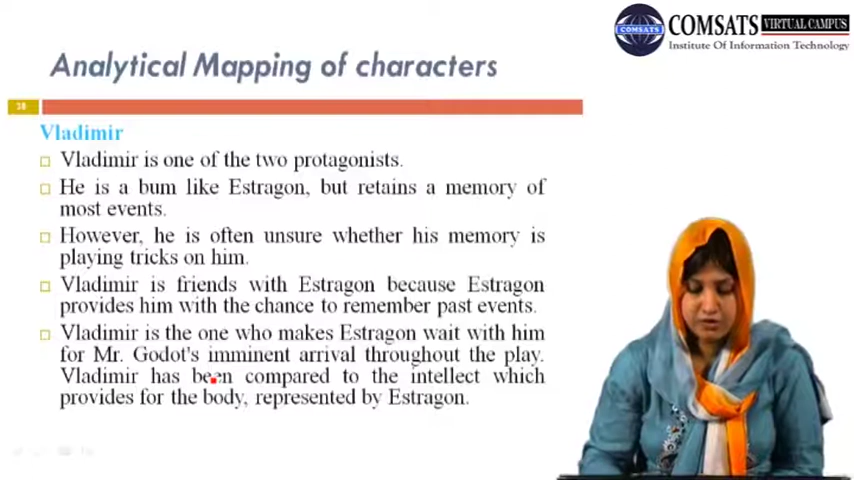 COMSATS VIRTUAL CAMPUS
Institute Of Information Technology
COMSATS
Analytical Mapping of characters
18
Vladimir
Vladimir is one of the two protagonists.
He is a bum like Estragon, but retains a memory of
most events.
However, he is often unsure whether his memory is
playing tricks on him.
Vladimir is friends with Estragon because Estragon
provides him with the chance to remember past events.
Vladimir is the one who makes Estragon wait with him
for Mr. Godot's imminent arrival throughout the play.
Vladimir has been compared to the intellect which
provides for the body, represented by Estragon.